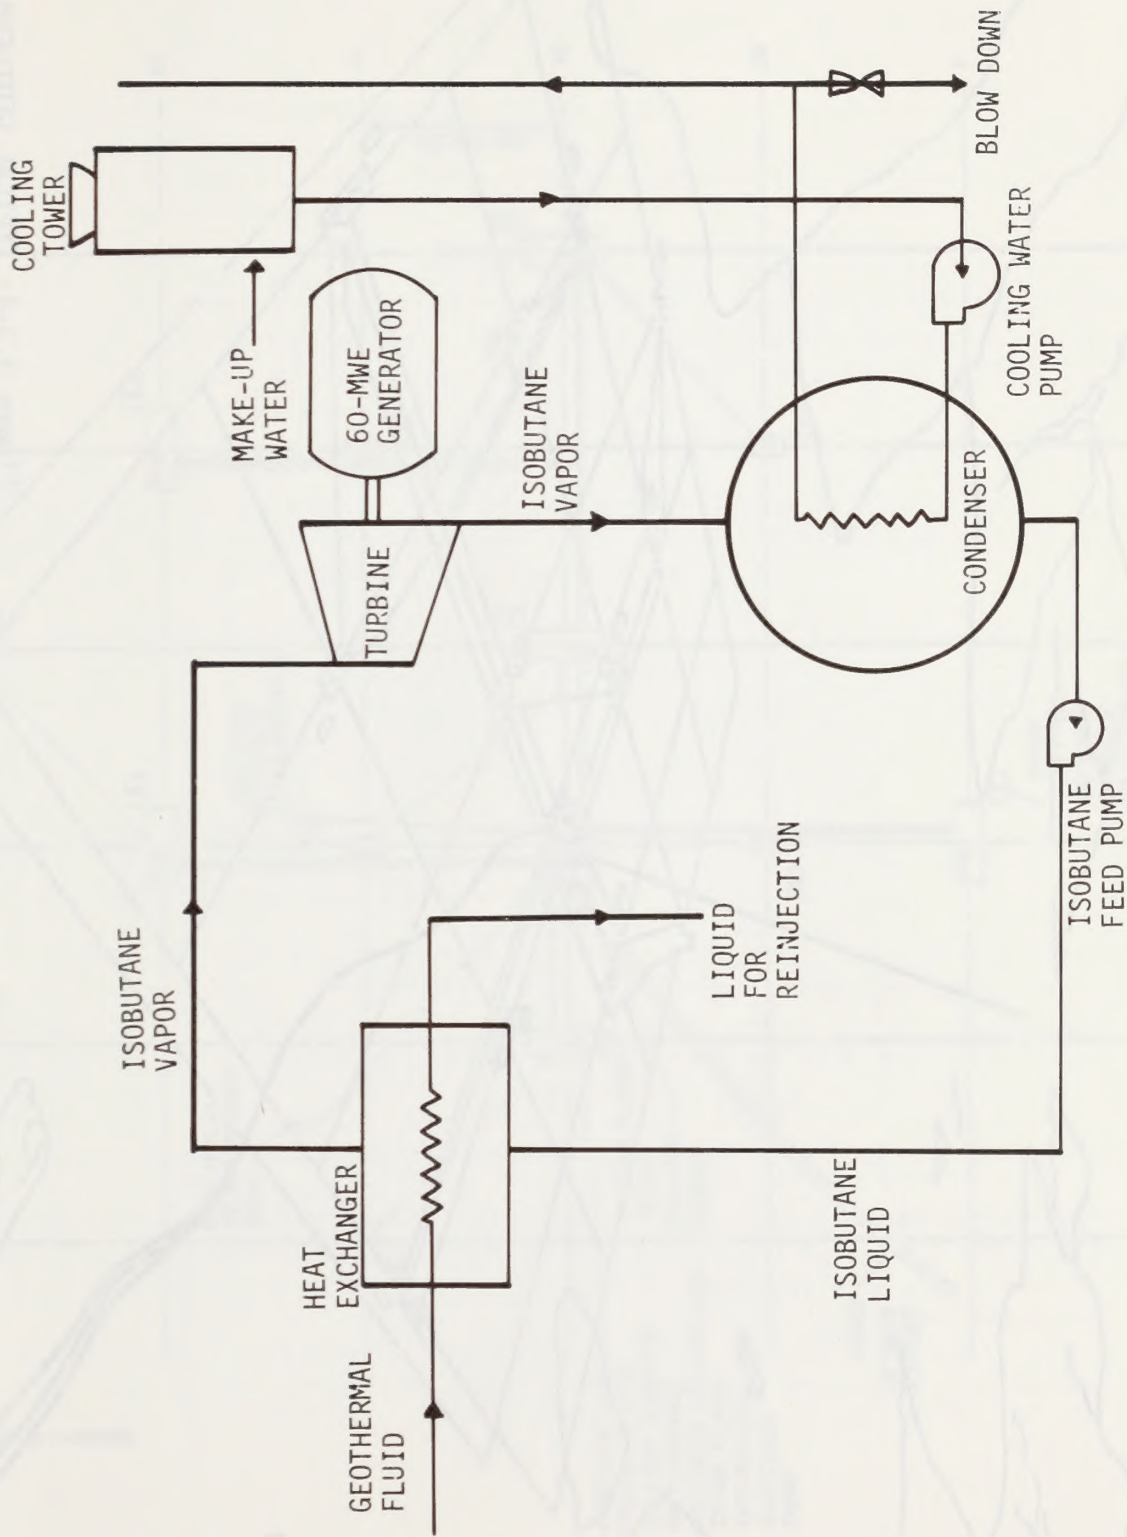 COOLING
TOWER
MAKE-UP
WATER
60-MWE
GENERATOR
ISOBUTANE
VAPOR
TURBINE
ISOBUTANE
VAPOR
HEAT
EXCHANGER
GEOTHERMAL
FLUID
LIQUID
FOR
REINJECTION
ISOBUTANE
LIQUID
ISOBUTANE
FEED PUMP
CONDENSER
COOLING WATER
PUMP
BLOW DOWN